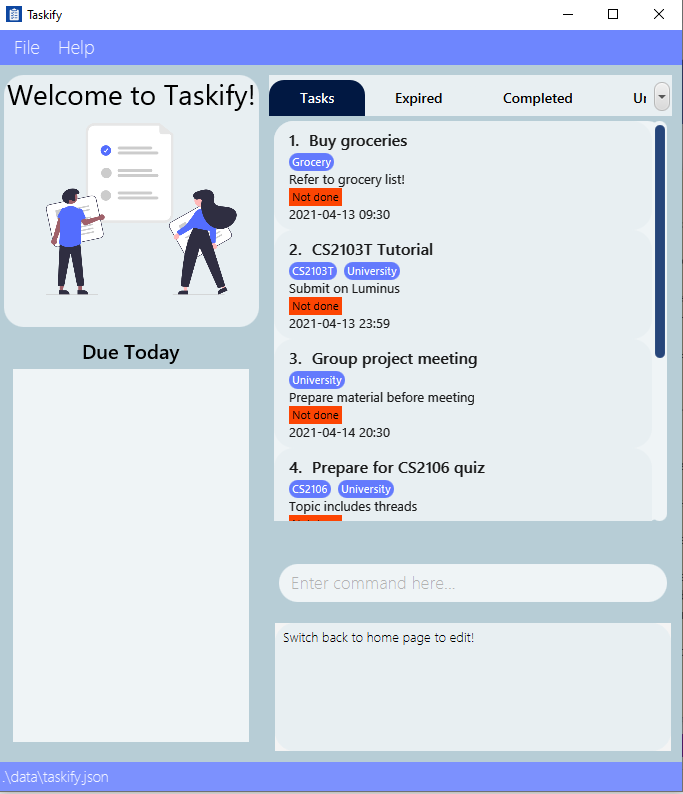 Taskify
File Help
Welcome to Taskify!
Due Today
Tasks Expired Completed
1. Buy groceries
Grocery
Refer to grocery list!
Not done
2021-04-13 09:30
2. CS2103T Tutorial
CS2103T University
Submit on Luminus
Not done
2021-04-13 23:59
3. Group project meeting
University
Prepare material before meeting
Not done
2021-04-14 20:30
4. Prepare for CS2106 quiz
CS2106 University
Topic includes threads
Enter command here...
Switch back to home page to edit!
.\data\taskify.json